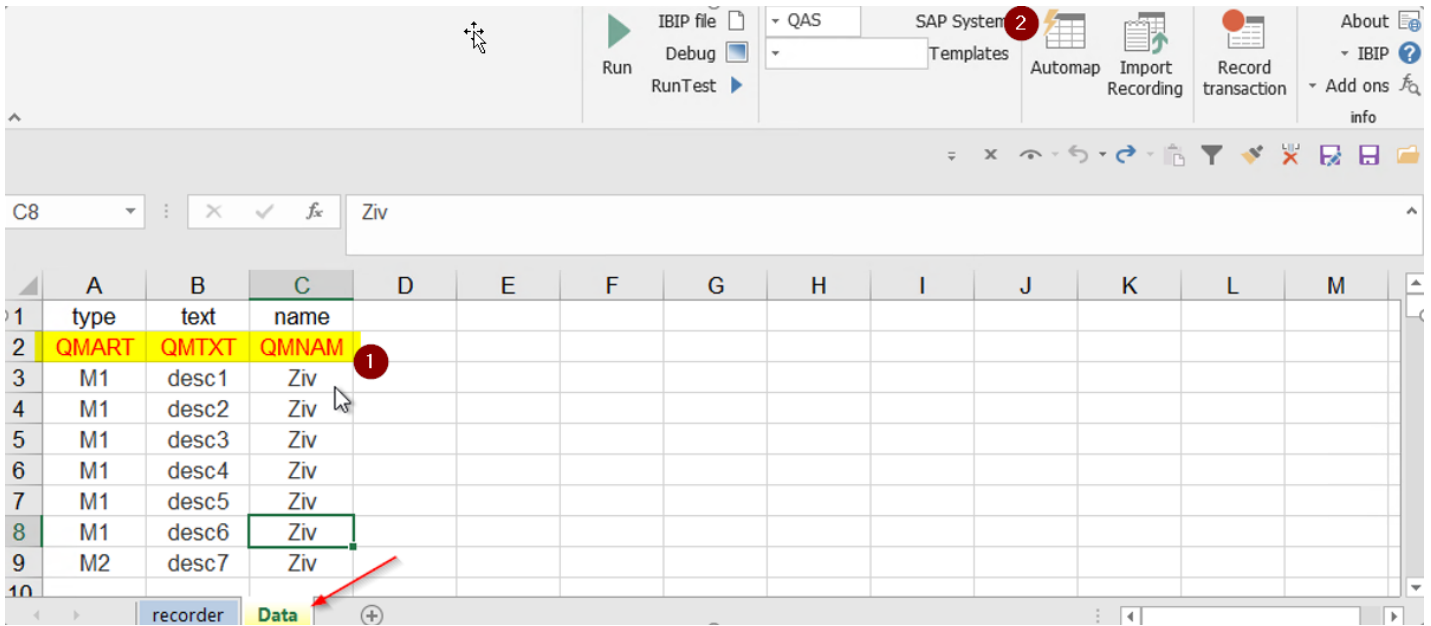 IBIP file
QAS
SAP System
2
Debug
Templates
Run
RunTest
Automap
Import
Recording
Record
transaction
About
IBIP
Add ons
info
C8
fx
Ziv
A B C D E F G H I J K L M
1 type text name
2 QMART QMTXT QMNAM
1
3 M1 desc1 Ziv
4 M1 desc2 Ziv
5 M1 desc3 Ziv
6 M1 desc4 Ziv
7 M1 desc5 Ziv
8 M1 desc6 Ziv
9 M2 desc7 Ziv
10
recorder Data